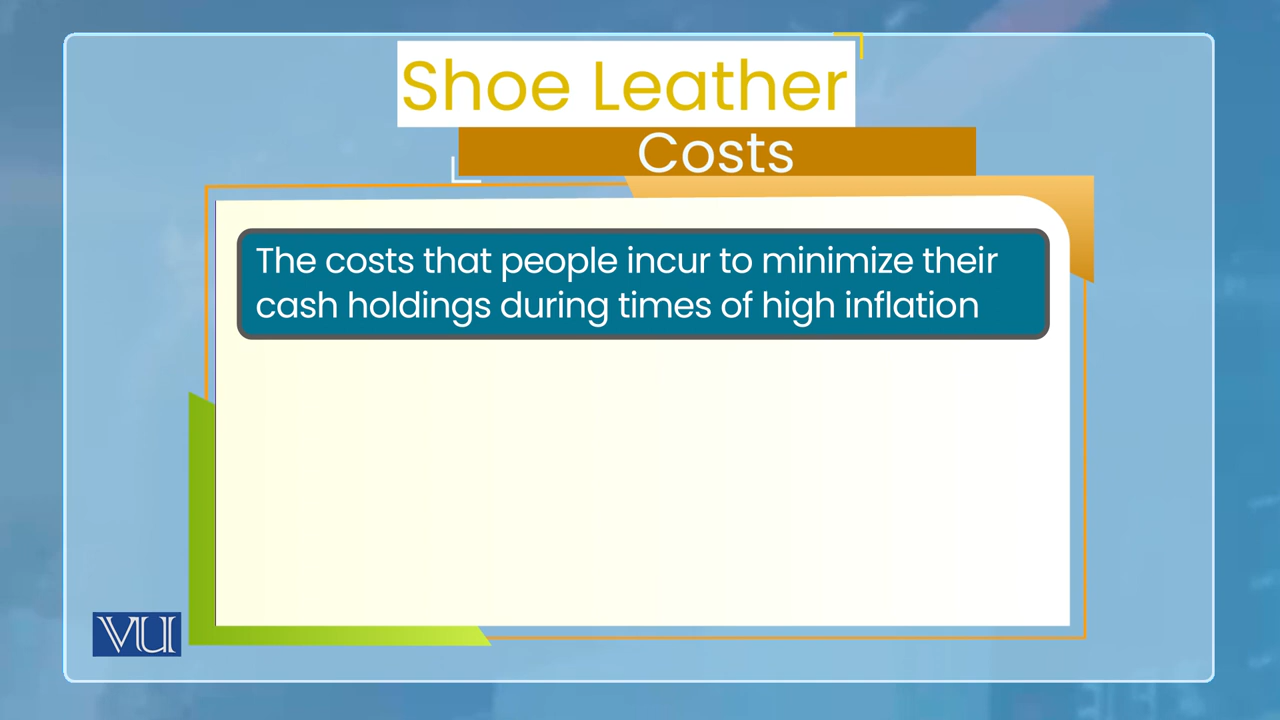 Shoe Leather
Costs
The costs that people incur to minimize their
cash holdings during times of high inflation
VU